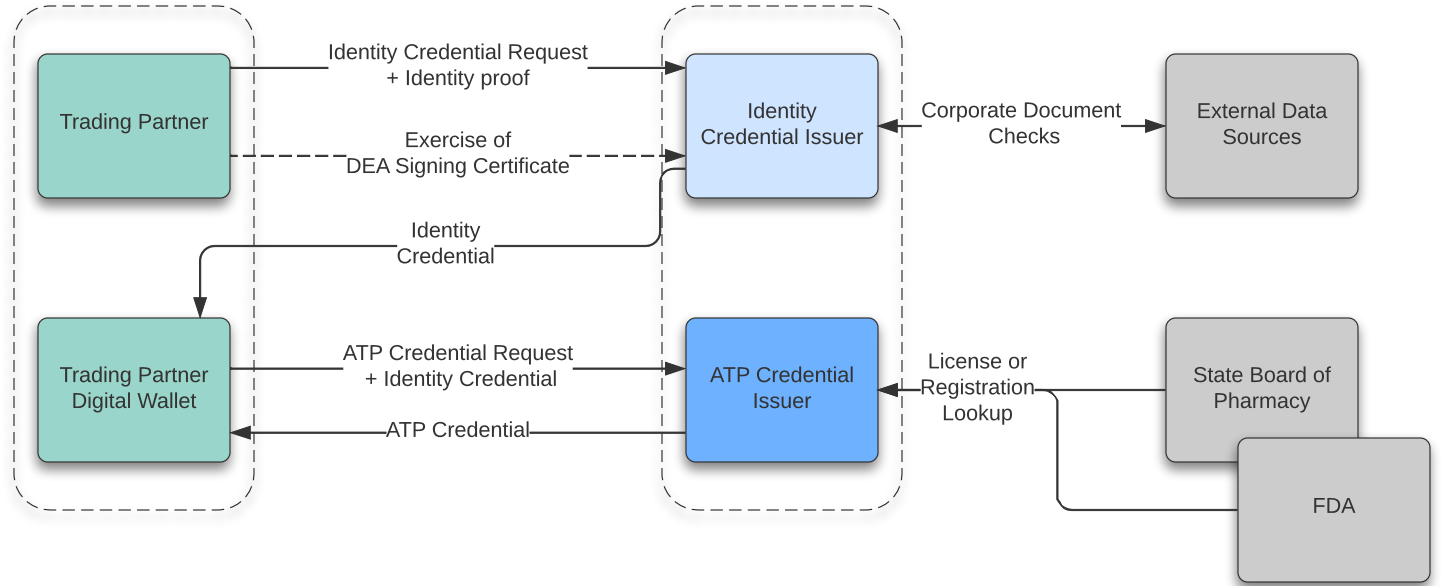 Trading Partner
Identity Credential Request
+ Identity proof
Exercise of
DEA Signing Certificate
Identity
Credential Issuer
Corporate Document
Checks
External Data
Sources
Identity
Credential
Trading Partner
Digital Wallet
ATP Credential Request
+ Identity Credential
ATP Credential
ATP Credential
Issuer
License or
Registration
Lookup
State Board of
Pharmacy
FDA